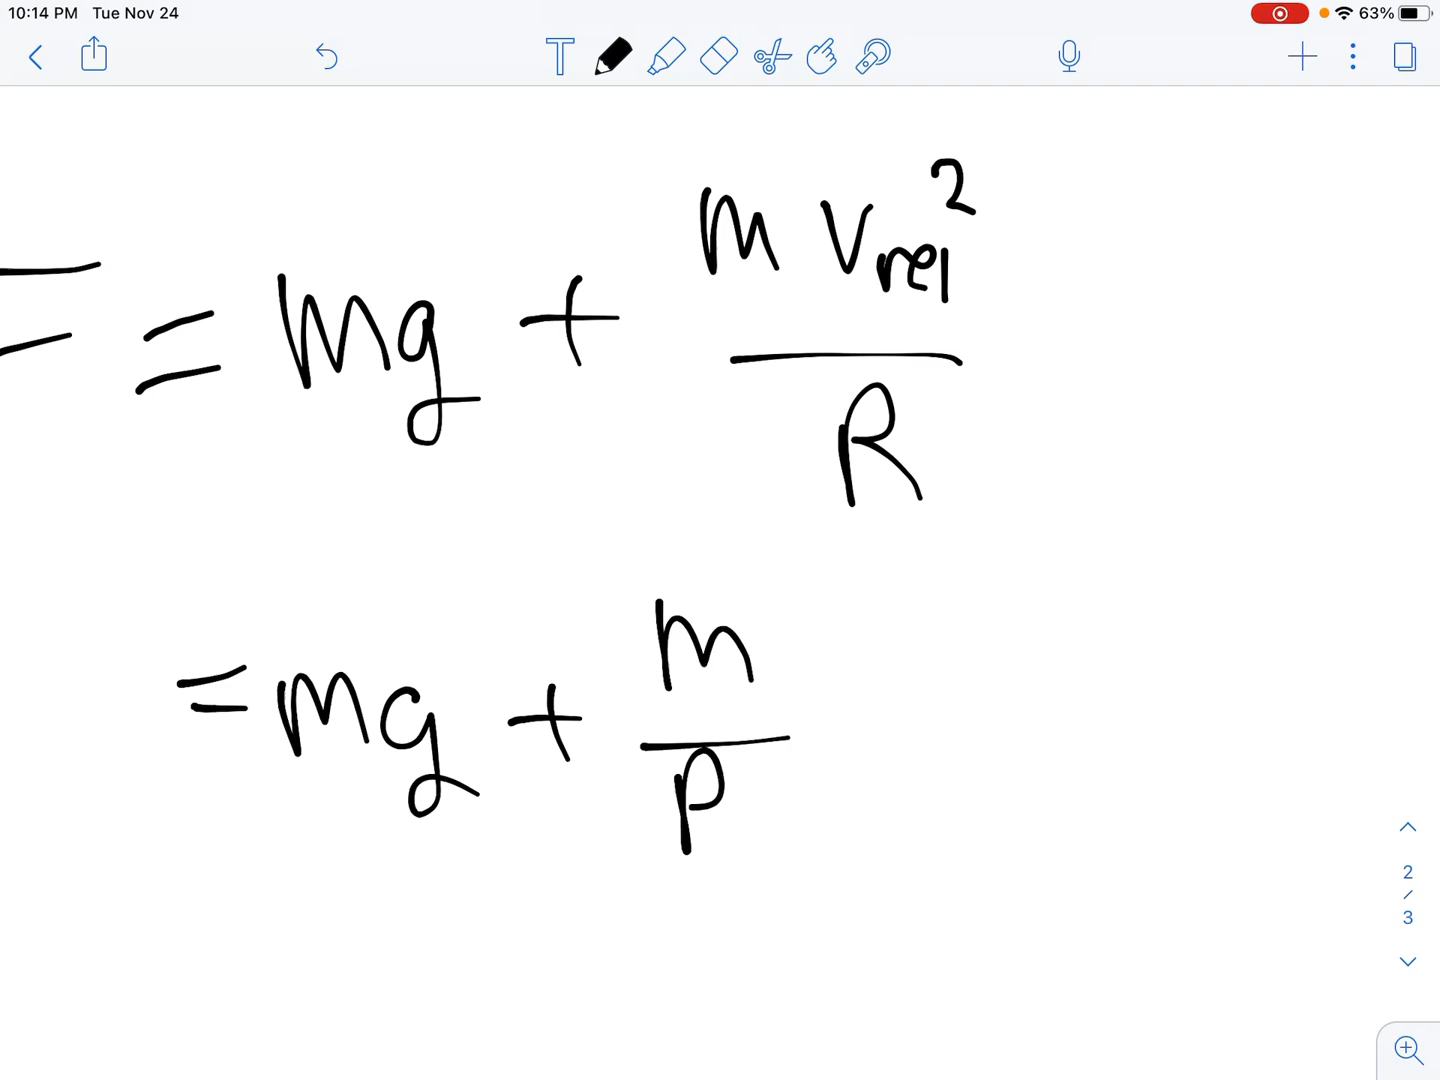 10:14 PM Tue Nov 24 63%
T
= mg + m v_rel^2 / R
= mg + m / P
2 / 3